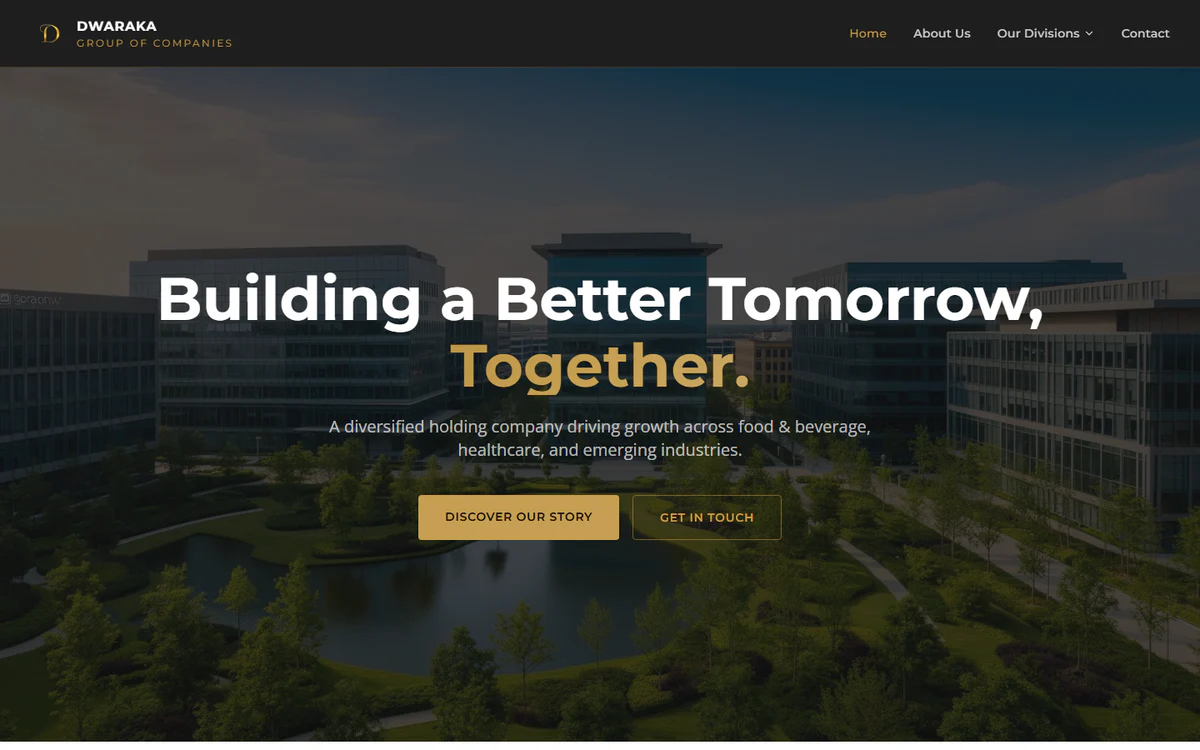 D
DWARAKA
GROUP OF COMPANIES
Home
About Us
Our Divisions
Contact
Building a Better Tomorrow,
Together.
A diversified holding company driving growth across food & beverage,
healthcare, and emerging industries.
DISCOVER OUR STORY
GET IN TOUCH